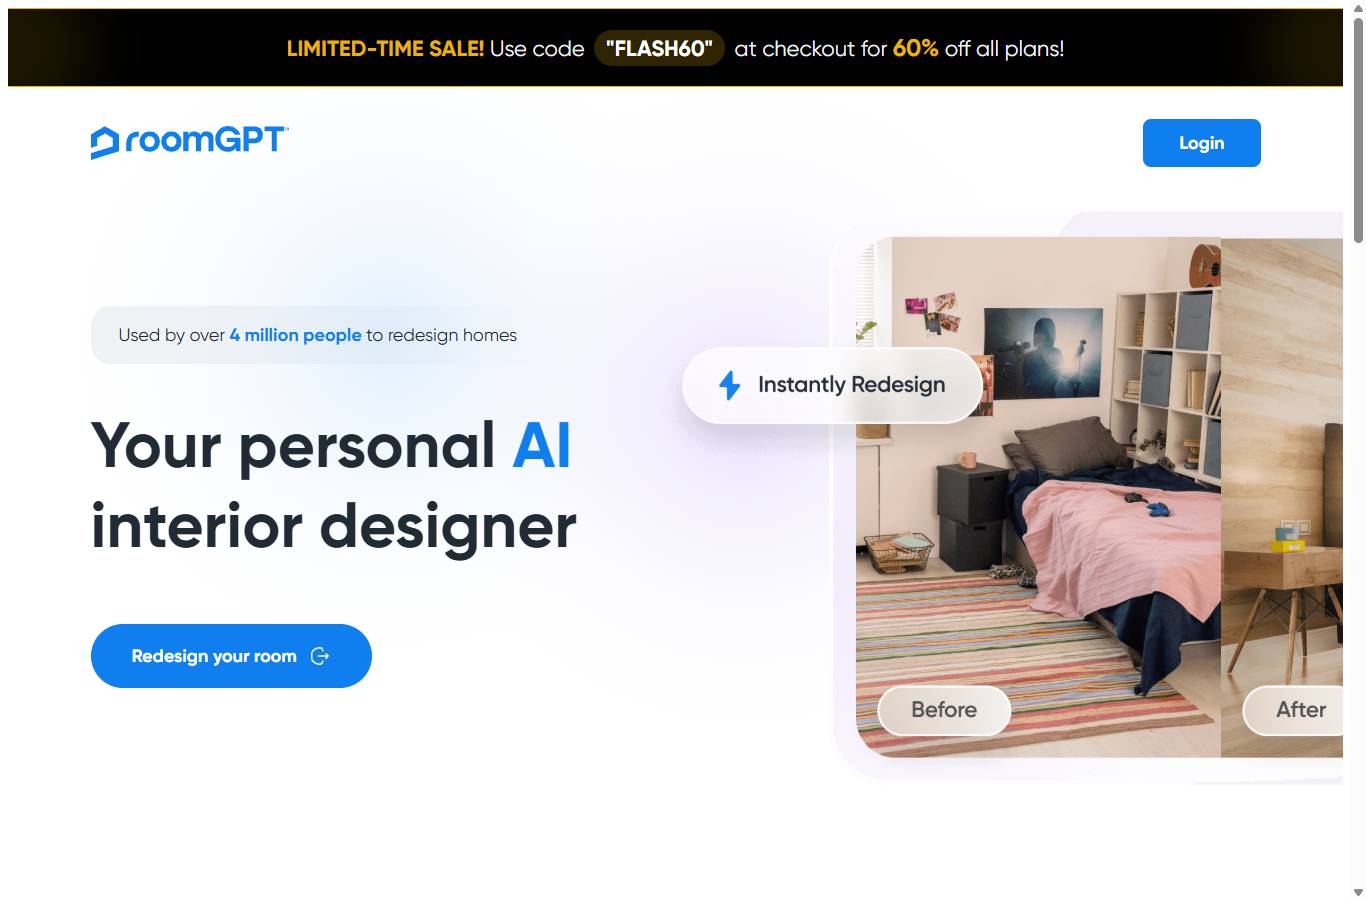 LIMITED-TIME SALE! Use code "FLASH60" at checkout for 60% off all plans!
roomGPT
Login
Used by over 4 million people to redesign homes
Instantly Redesign
Your personal AI
interior designer
Redesign your room
Before
After